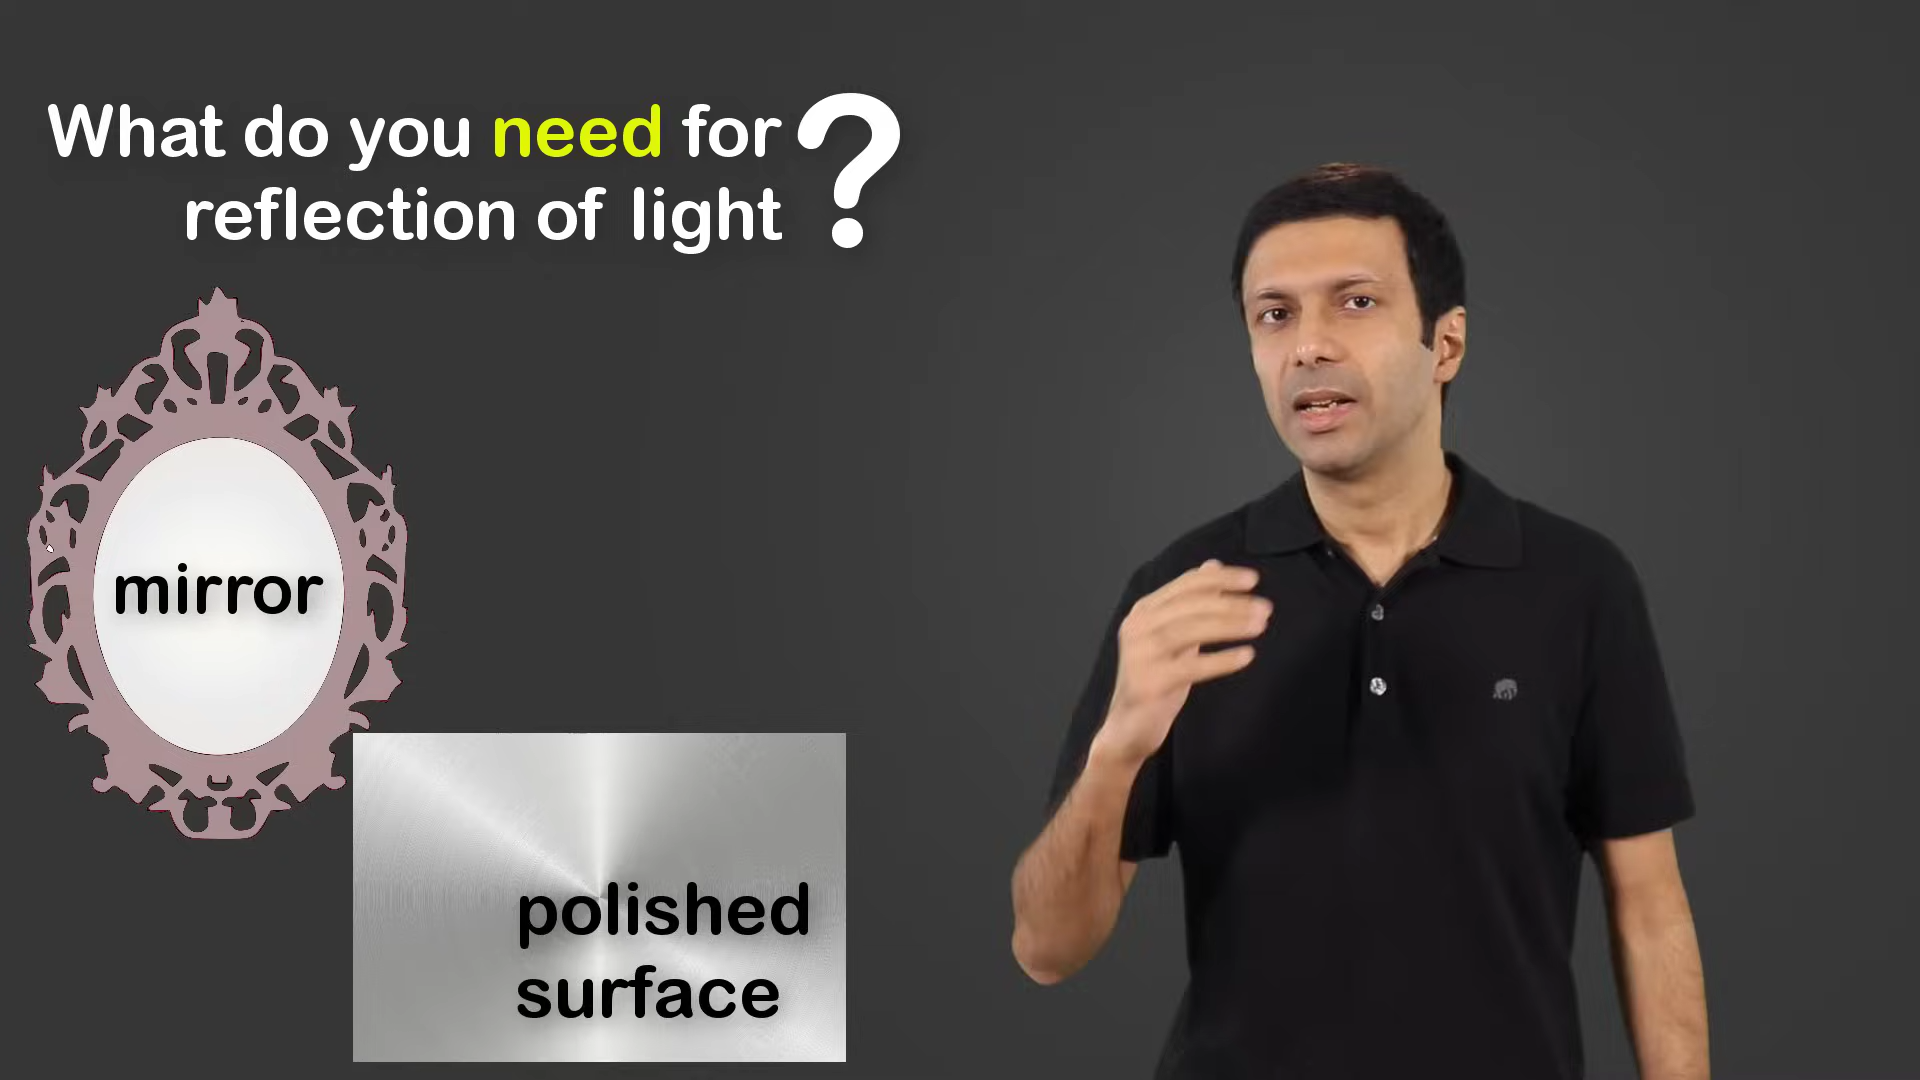 What do you need for
reflection of light?
mirror
polished
surface